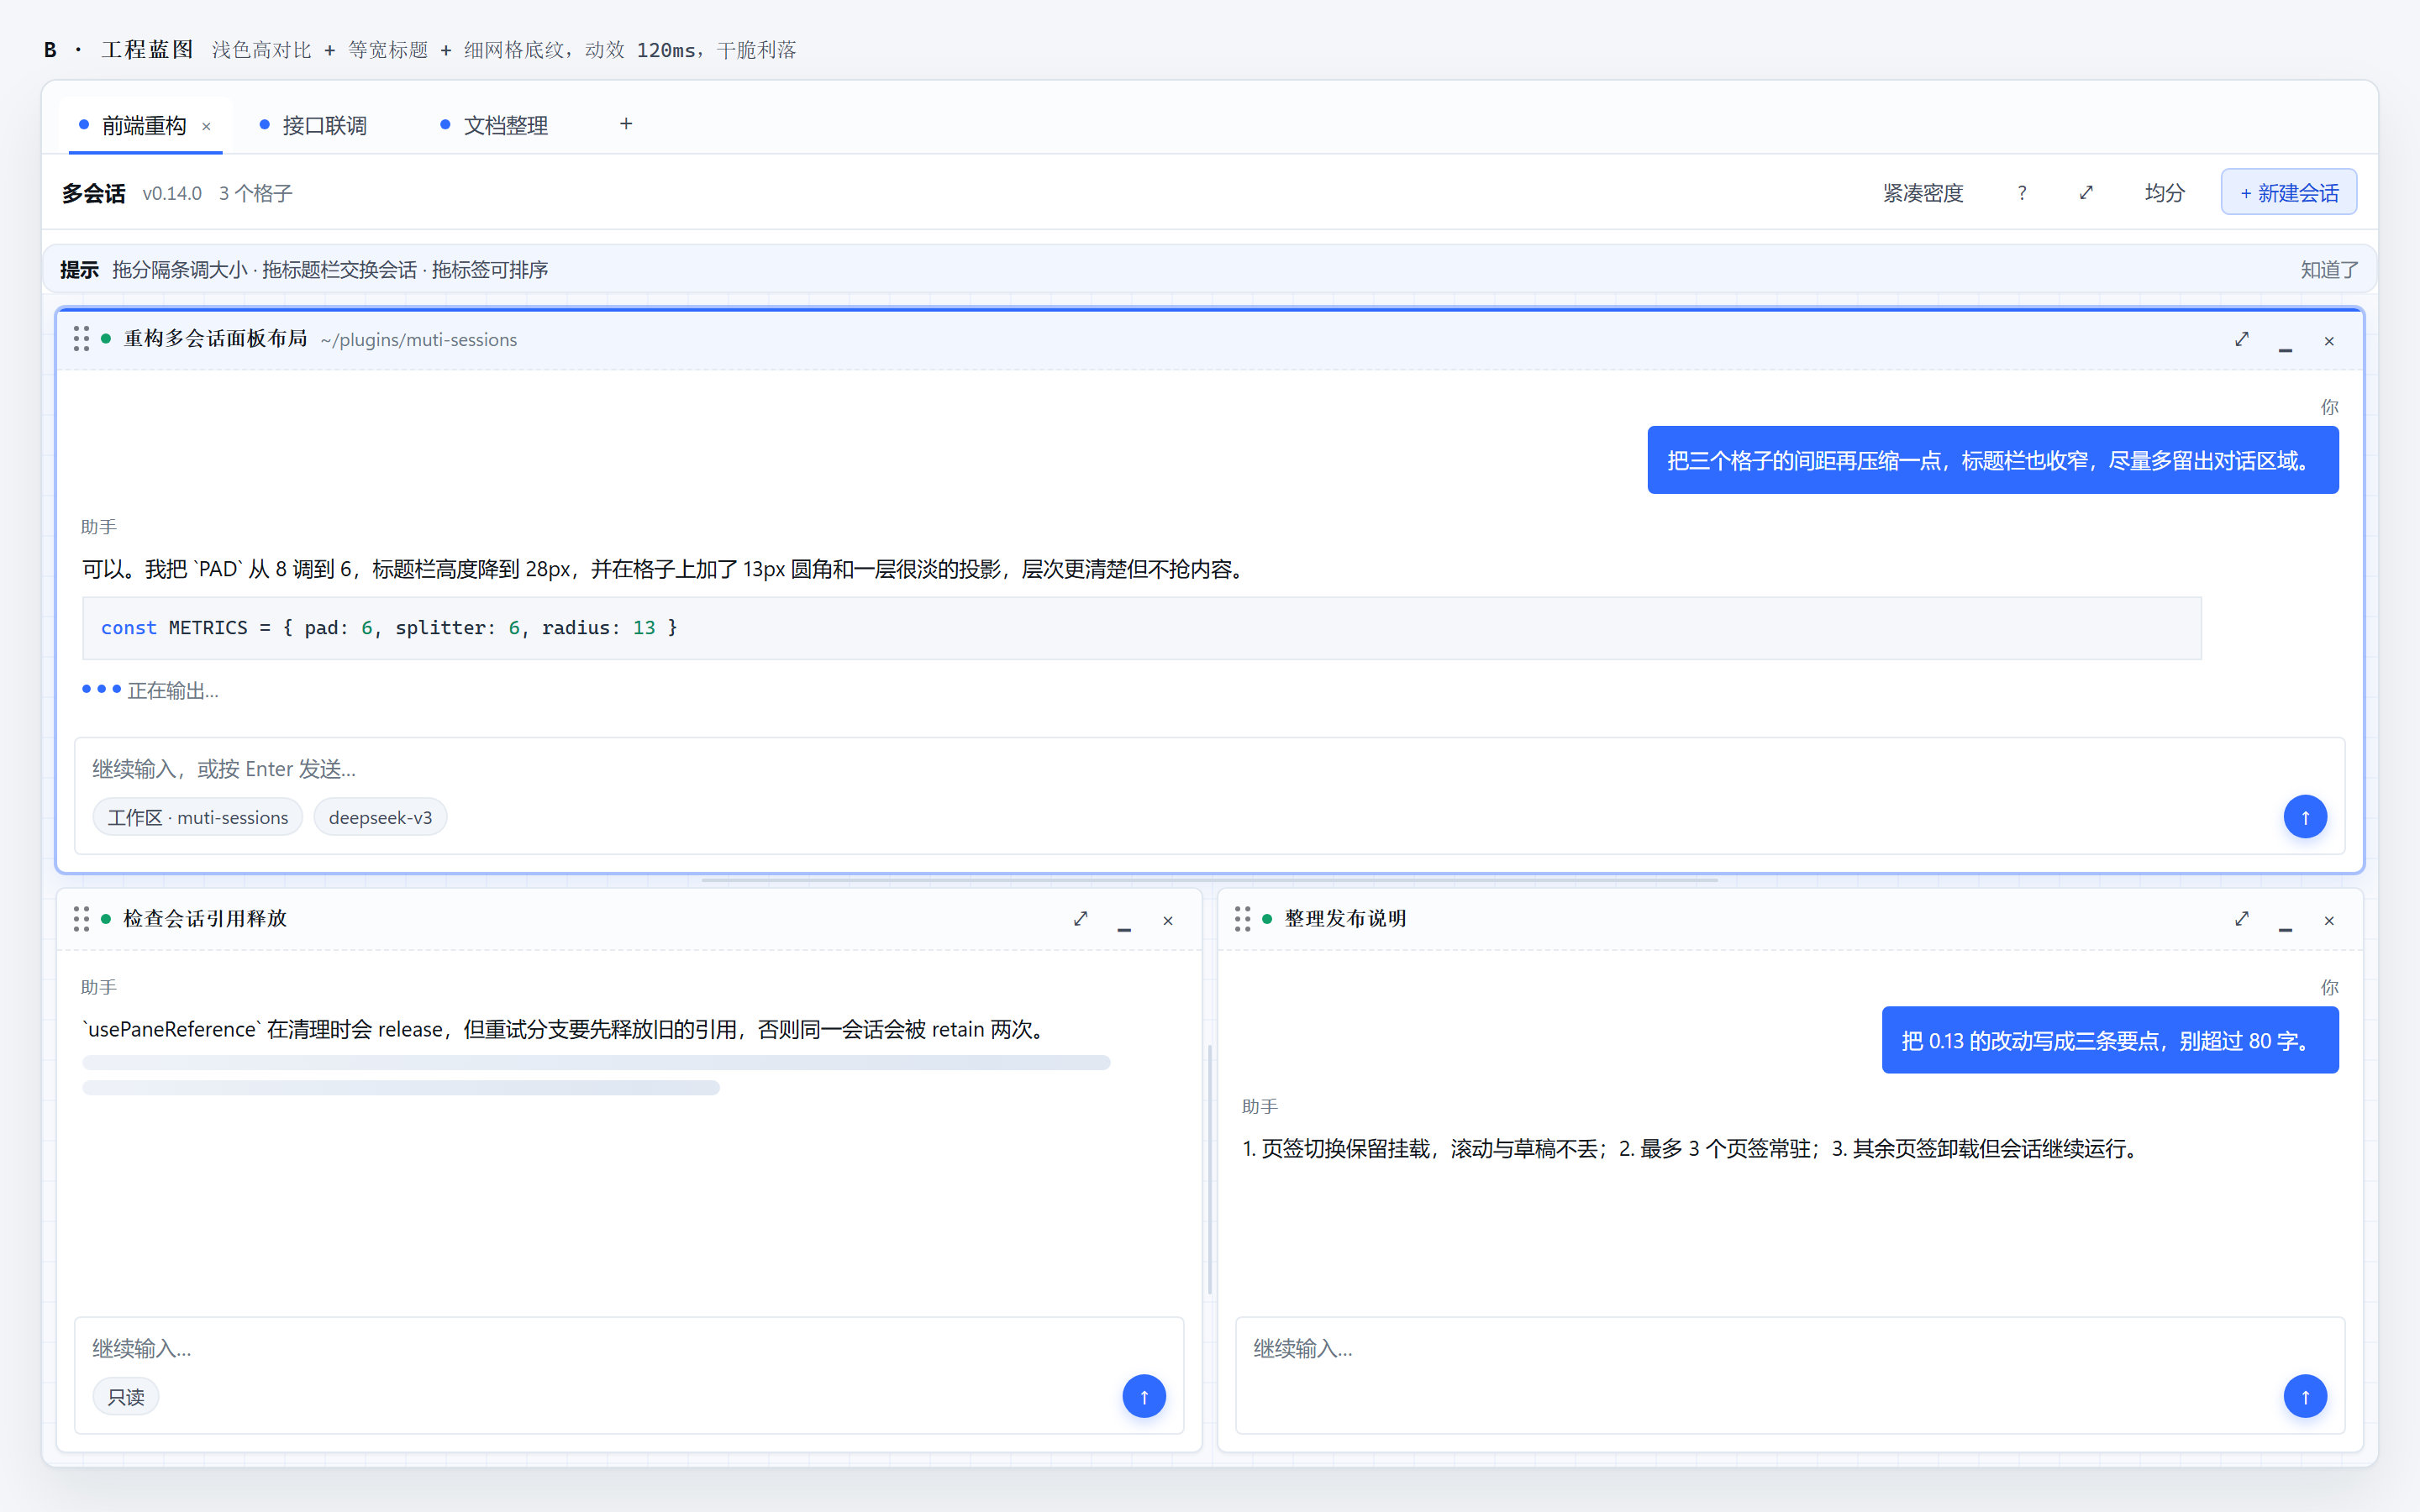 B · 工程蓝图 浅色高对比 + 等宽标题 + 细网格底纹，动效 120ms，干脆利落
前端重构 × 接口联调 文档整理 +
多会话 v0.14.0 3 个格子 紧凑密度 ? ⤢ 均分 + 新建会话
提示 拖分隔条调大小 · 拖标题栏交换会话 · 拖标签可排序 知道了
重构多会话面板布局 ~/plugins/muti-sessions ⤢ _ ×
你
把三个格子的间距再压缩一点，标题栏也收窄，尽量多留出对话区域。
助手
可以。我把 `PAD` 从 8 调到 6，标题栏高度降到 28px，并在格子上加了 13px 圆角和一层很淡的投影，层次更清楚但不抢内容。
const METRICS = { pad: 6, splitter: 6, radius: 13 }
正在输出...
继续输入，或按 Enter 发送...
工作区 · muti-sessions deepseek-v3 ↑
检查会话引用释放 ⤢ _ ×
助手
`usePaneReference` 在清理时会 release，但重试分支要先释放旧的引用，否则同一会话会被 retain 两次。
继续输入...
只读 ↑
整理发布说明 ⤢ _ ×
你
把 0.13 的改动写成三条要点，别超过 80 字。
助手
1. 页签切换保留挂载，滚动与草稿不丢；2. 最多 3 个页签常驻；3. 其余页签卸载但会话继续运行。
继续输入...
↑